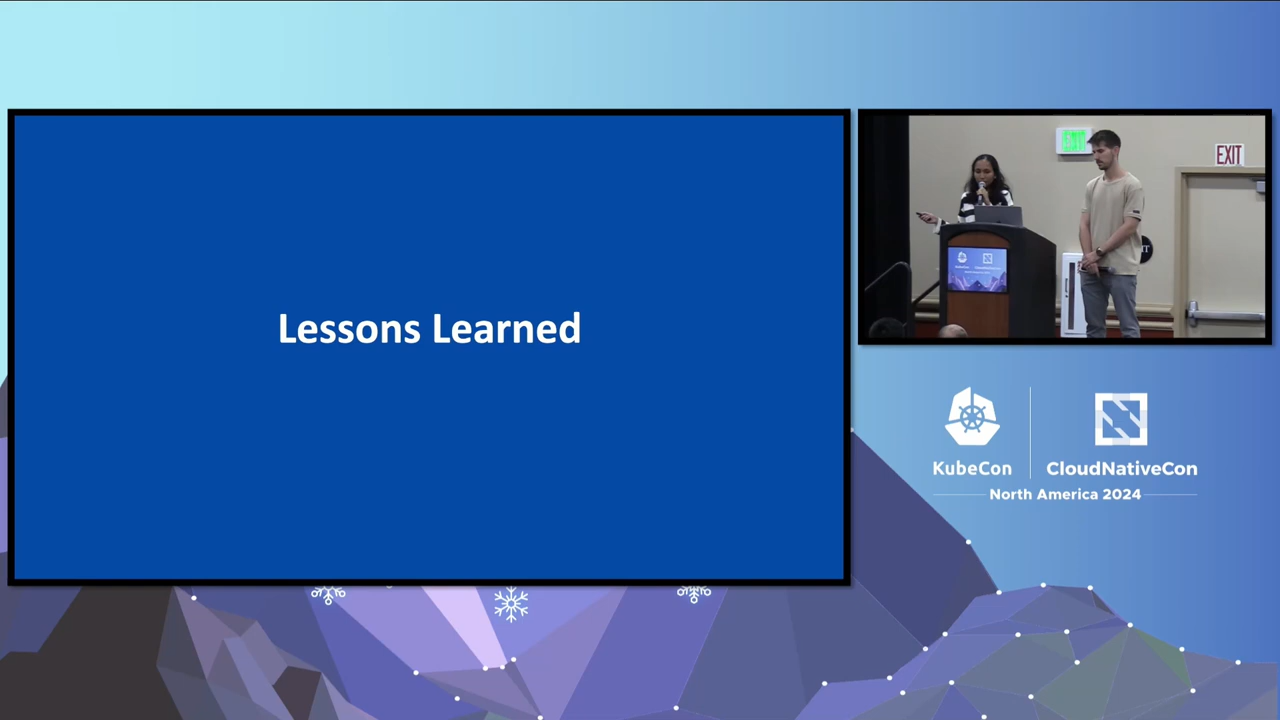 Lessons Learned
EXIT
EXIT
KubeCon
CloudNativeCon
North America 2024